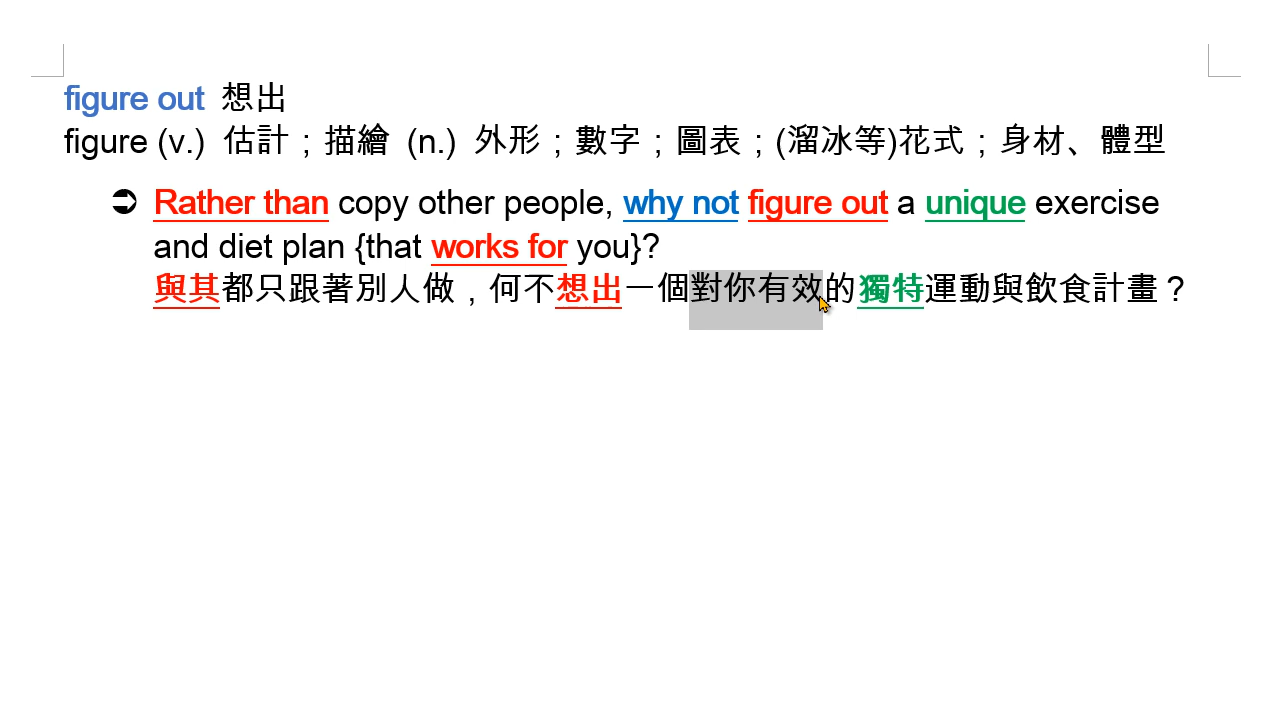 figure out 想出
figure (v.) 估計；描繪 (n.) 外形；數字；圖表；(溜冰等)花式；身材、體型
➲ Rather than copy other people, why not figure out a unique exercise
and diet plan {that works for you}?
與其都只跟著別人做，何不想出一個對你有效的獨特運動與飲食計畫？